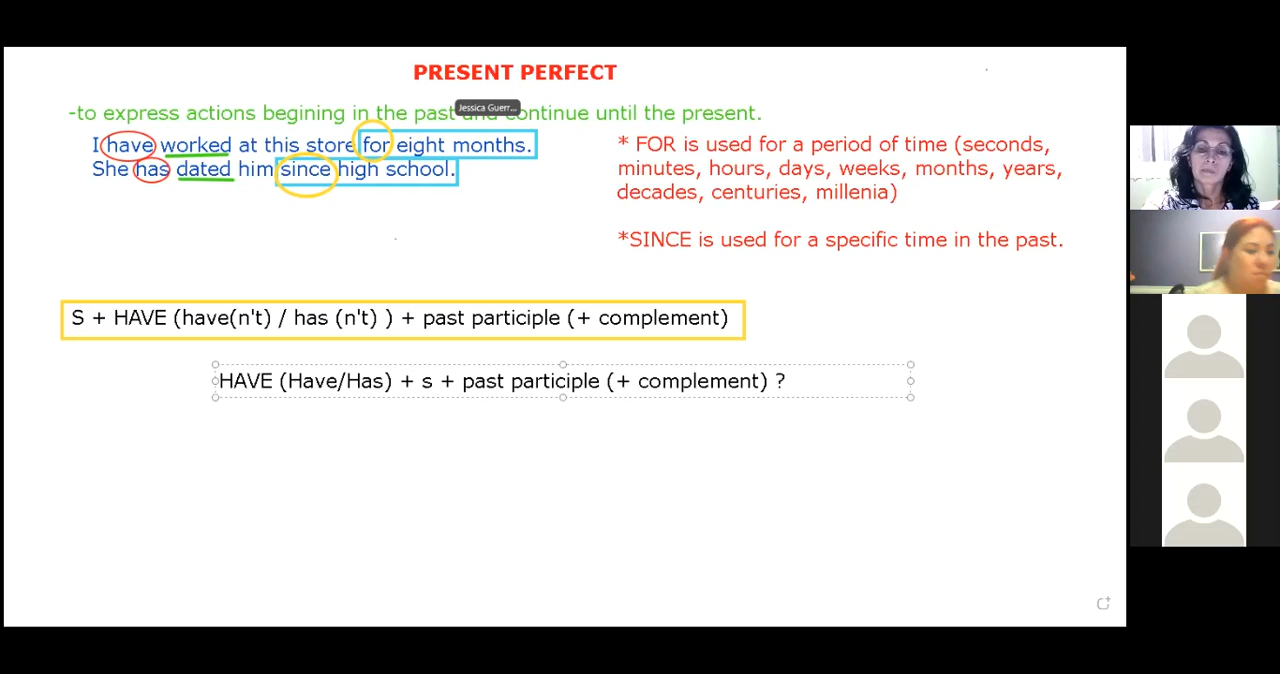 PRESENT PERFECT
-to express actions begining in the past and continue until the present.
Jessica Guerr...
I have worked at this store for eight months.
She has dated him since high school.
* FOR is used for a period of time (seconds,
minutes, hours, days, weeks, months, years,
decades, centuries, millenia)
*SINCE is used for a specific time in the past.
S + HAVE (have(n't) / has (n't) ) + past participle (+ complement)
HAVE (Have/Has) + s + past participle (+ complement) ?